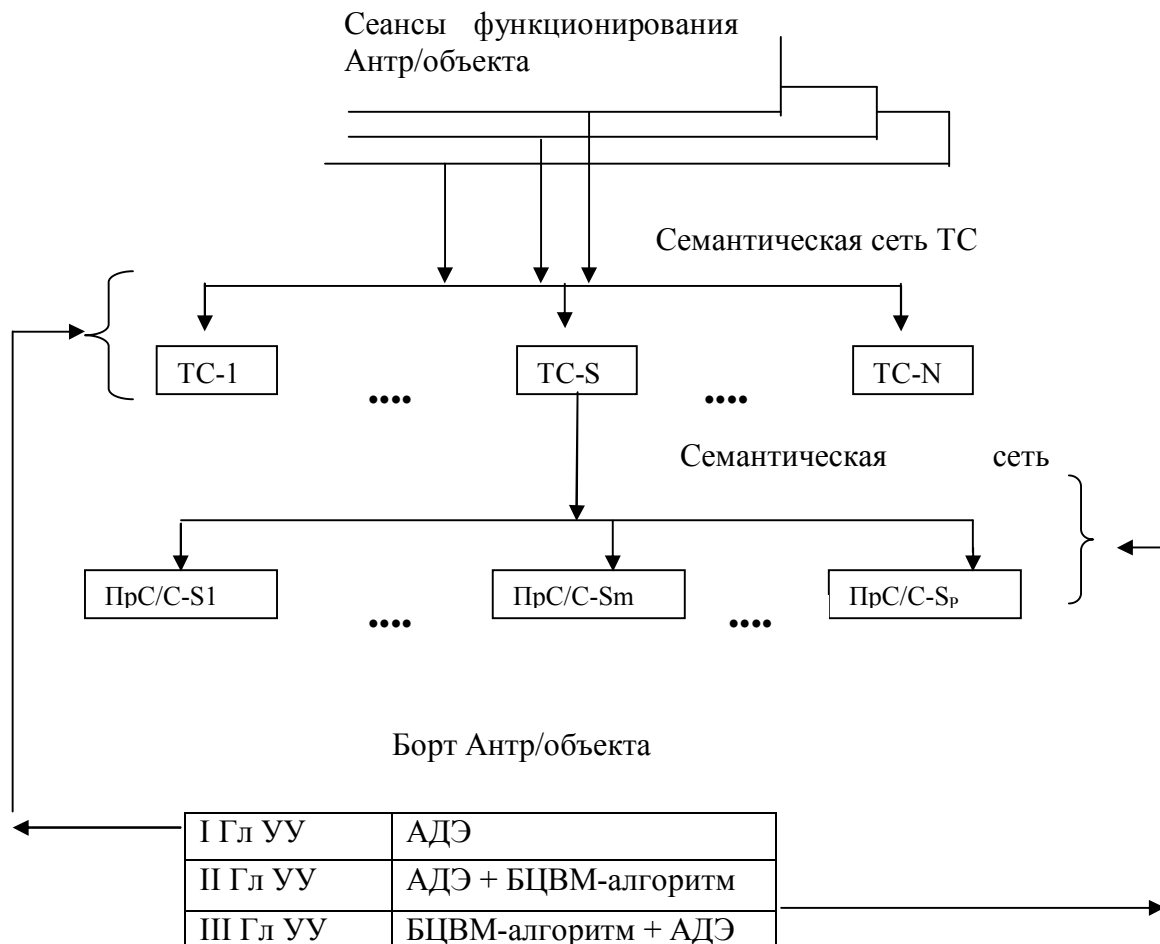 Сеансы функционирования
Антр/объекта
Семантическая сеть ТС
ТС-1
ТС-S
ТС-N
Семантическая сеть
ПрС/С-S1
ПрС/С-Sm
ПрС/С-Sр
Борт Антр/объекта
I Гл УУ АДЭ
II Гл УУ АДЭ + БЦВМ-алгоритм
III Гл УУ БЦВМ-алгоритм + АДЭ